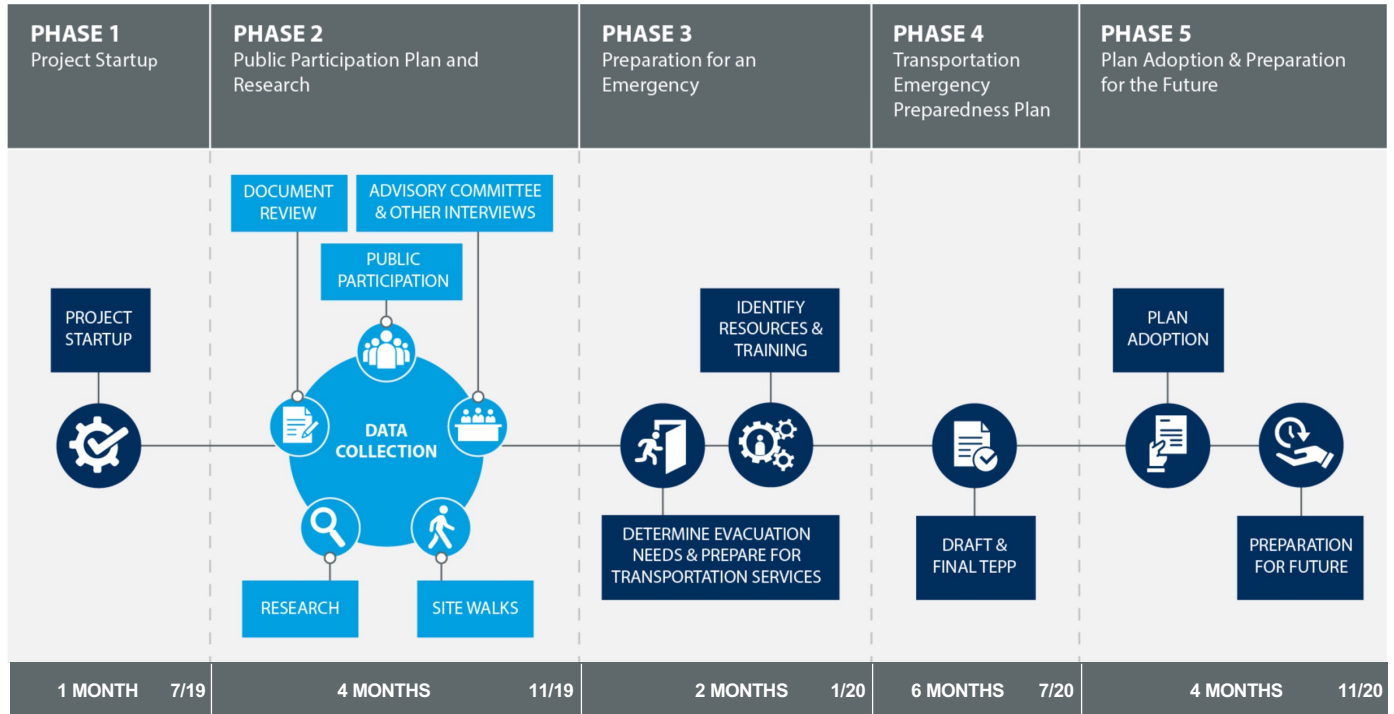 PHASE 1
Project Startup
PHASE 2
Public Participation Plan and
Research
PHASE 3
Preparation for an
Emergency
PHASE 4
Transportation
Emergency
Preparedness Plan
PHASE 5
Plan Adoption & Preparation
for the Future
PROJECT
STARTUP
DOCUMENT
REVIEW
ADVISORY COMMITTEE
& OTHER INTERVIEWS
PUBLIC
PARTICIPATION
DATA
COLLECTION
RESEARCH
SITE WALKS
IDENTIFY
RESOURCES &
TRAINING
DETERMINE EVACUATION
NEEDS & PREPARE FOR
TRANSPORTATION SERVICES
DRAFT &
FINAL TEPP
PLAN
ADOPTION
PREPARATION
FOR FUTURE
1 MONTH 7/19
4 MONTHS 11/19
2 MONTHS 1/20
6 MONTHS 7/20
4 MONTHS 11/20